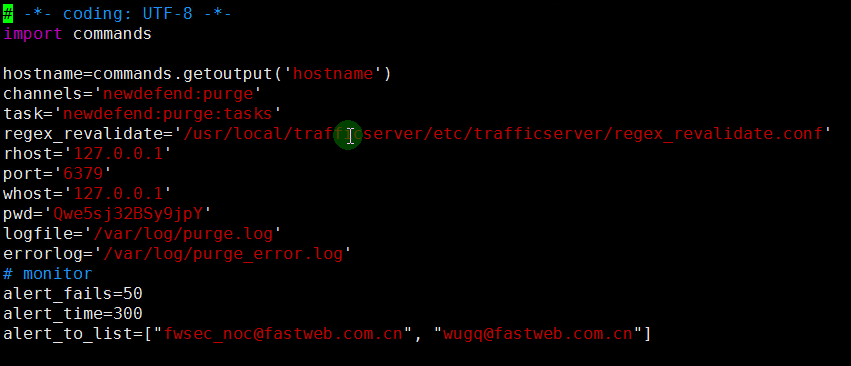 # -*- coding: UTF-8 -*-
import commands
hostname=commands.getoutput('hostname')
channels='newdefend:purge'
task='newdefend:purge:tasks'
regex_revalidate='/usr/local/trafficserver/etc/trafficserver/regex_revalidate.conf'
rhost='127.0.0.1'
port='6379'
whost='127.0.0.1'
pwd='Qwe5sj32BSy9jpY'
logfile='/var/log/purge.log'
errorlog='/var/log/purge_error.log'
# monitor
alert_fails=50
alert_time=300
alert_to_list=["fwsec_noc@fastweb.com.cn", "wugq@fastweb.com.cn"]